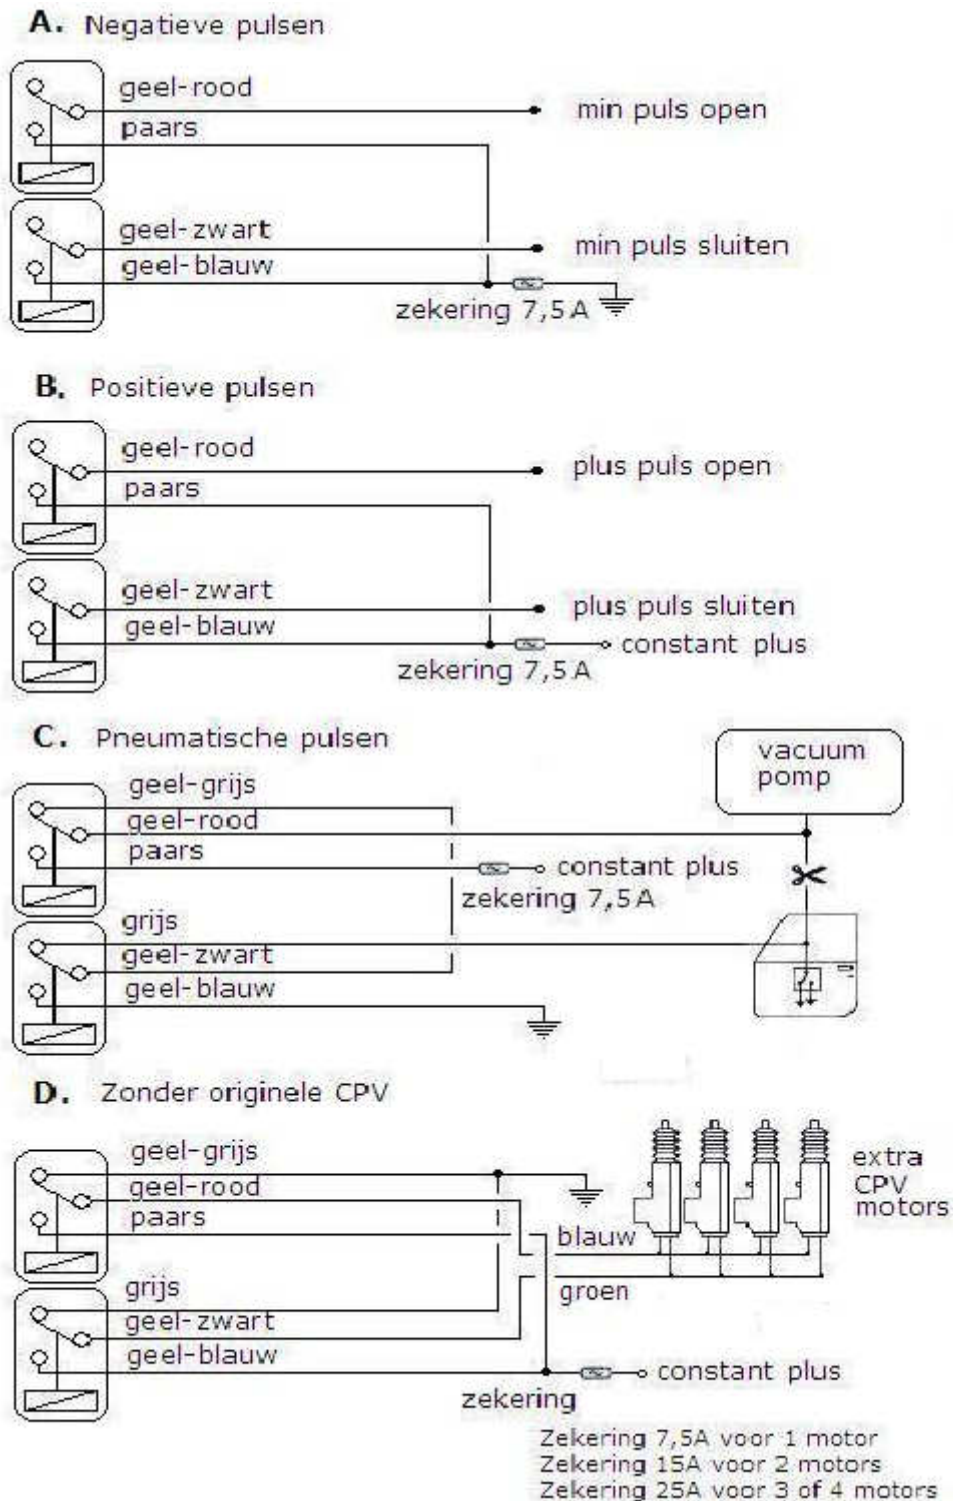 A. Negatieve pulsen
geel-rood
min puls open
paars
geel-zwart
min puls sluiten
geel-blauw
zekering 7,5A
B. Positieve pulsen
geel-rood
plus puls open
paars
geel-zwart
plus puls sluiten
geel-blauw
constant plus
zekering 7,5A
C. Pneumatische pulsen
vacuum
pomp
geel-grijs
geel-rood
paars
constant plus
zekering 7,5A
grijs
geel-zwart
geel-blauw
D. Zonder originele CPV
geel-grijs
extra
CPV
motors
geel-rood
paars
blauw
grijs
groen
geel-zwart
geel-blauw
constant plus
zekering
Zekering 7,5A voor 1 motor
Zekering 15A voor 2 motors
Zekering 25A voor 3 of 4 motors